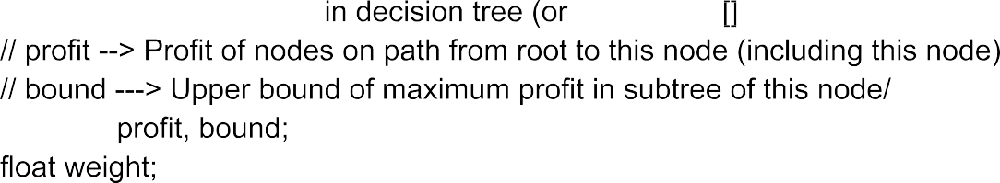 in decision tree (or []
// profit --> Profit of nodes on path from root to this node (including this node)
// bound ---> Upper bound of maximum profit in subtree of this node/
profit, bound;
float weight;